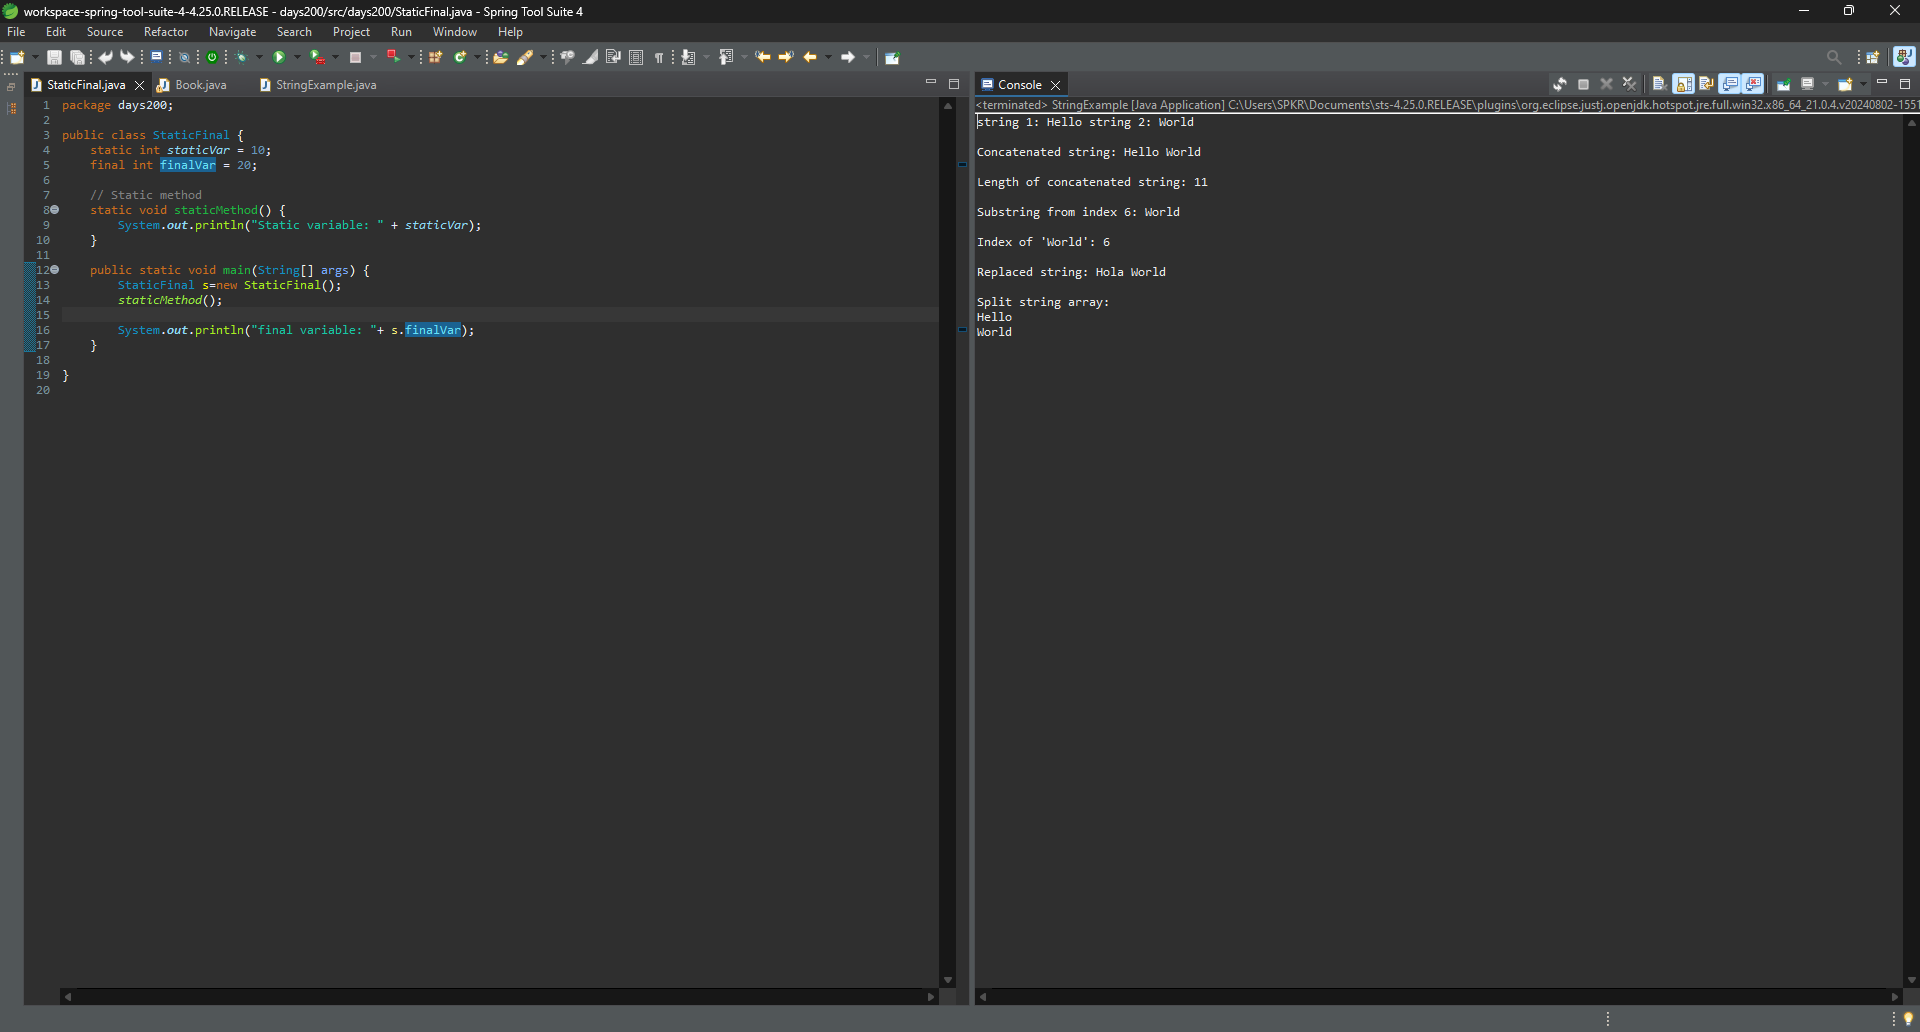 workspace-spring-tool-suite-4-4.25.0.RELEASE - days200/src/days200/StaticFinal.java - Spring Tool Suite 4
File Edit Source Refactor Navigate Search Project Run Window Help
StaticFinal.java Book.java StringExample.java
1 package days200;
2
3 public class StaticFinal {
4 static int staticVar = 10;
5 final int finalVar = 20;
6
7 // Static method
8 static void staticMethod() {
9 System.out.println("Static variable: " + staticVar);
10 }
11
12 public static void main(String[] args) {
13 StaticFinal s=new StaticFinal();
14 staticMethod();
15
16 System.out.println("final variable: "+ s.finalVar);
17 }
18
19 }
20
Console
<terminated> StringExample [Java Application] C:\Users\SPKR\Documents\sts-4.25.0.RELEASE\plugins\org.eclipse.justj.openjdk.hotspot.jre.full.win32.x86_64_21.0.4.v20240802-1551
string 1: Hello string 2: World
Concatenated string: Hello World
Length of concatenated string: 11
Substring from index 6: World
Index of 'World': 6
Replaced string: Hola World
Split string array:
Hello
World